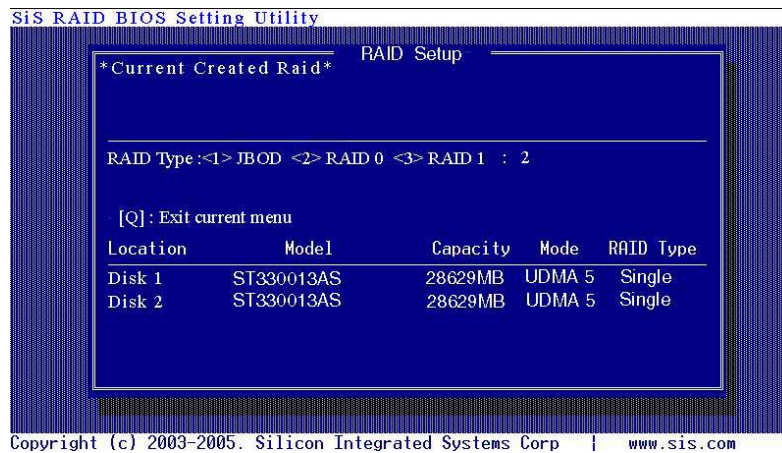 SiS RAID BIOS Setting Utility
RAID Setup
*Current Created Raid*
RAID Type :<1> JBOD <2> RAID 0 <3> RAID 1 : 2
[Q] : Exit current menu
Location Model Capacity Mode RAID Type
Disk 1 ST330013AS 28629MB UDMA 5 Single
Disk 2 ST330013AS 28629MB UDMA 5 Single
Copyright (c) 2003-2005. Silicon Integrated Systems Corp | www.sis.com